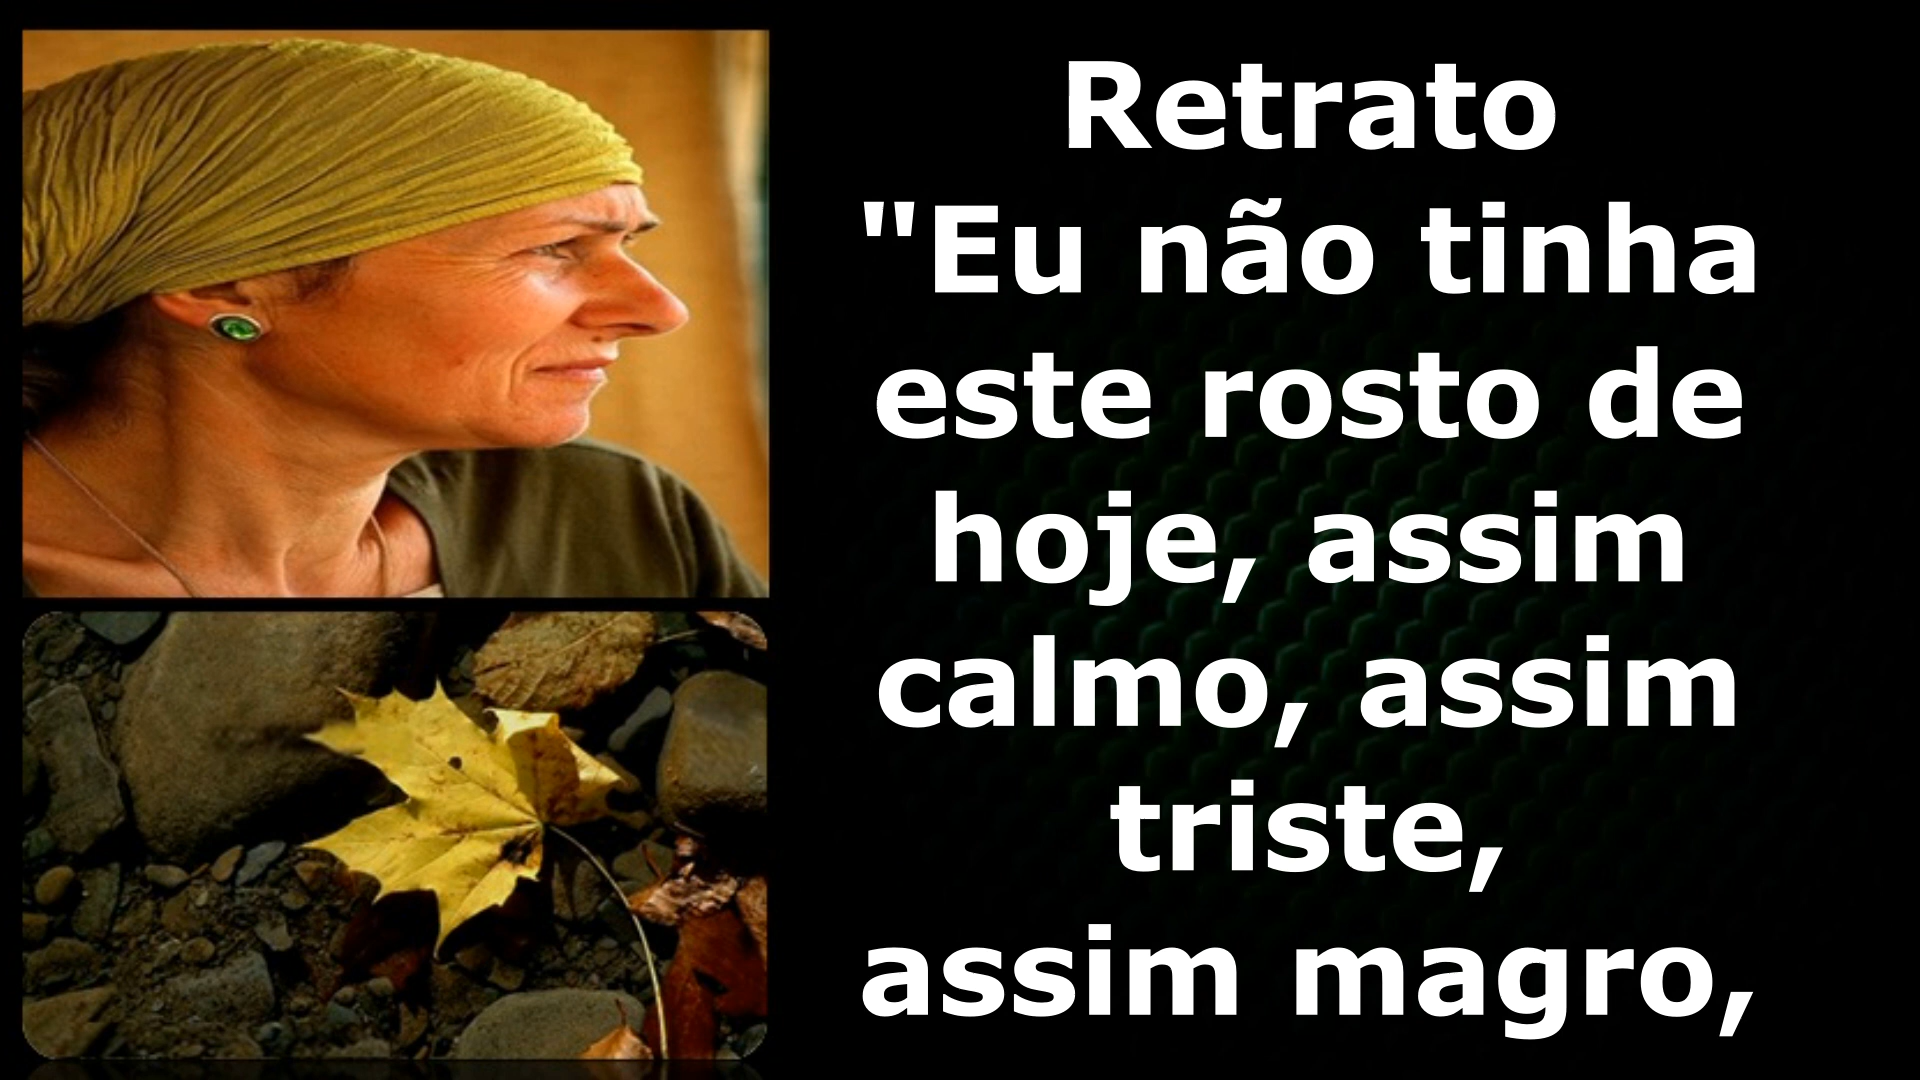 Retrato
"Eu não tinha
este rosto de
hoje, assim
calmo, assim
triste,
assim magro,